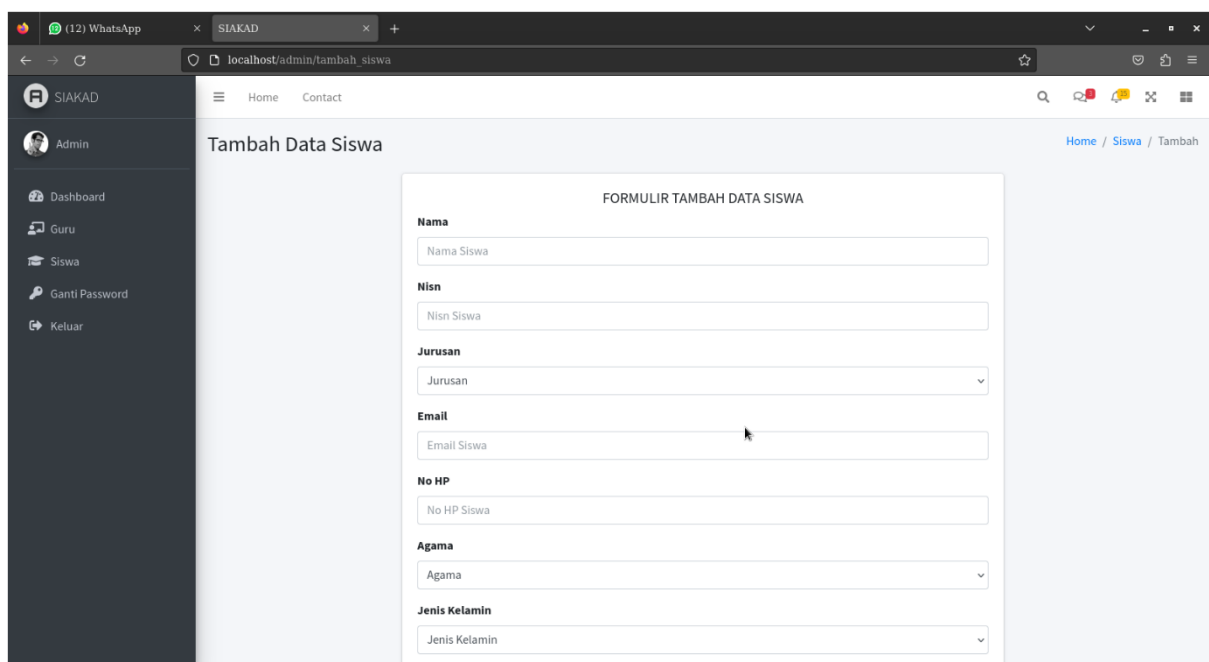 (12) WhatsApp
SIAKAD
localhost/admin/tambah_siswa
SIAKAD
Home Contact
3
15
Admin
Tambah Data Siswa
Home / Siswa / Tambah
Dashboard
Guru
Siswa
Ganti Password
Keluar
FORMULIR TAMBAH DATA SISWA
Nama
Nama Siswa
Nisn
Nisn Siswa
Jurusan
Jurusan
Email
Email Siswa
No HP
No HP Siswa
Agama
Agama
Jenis Kelamin
Jenis Kelamin